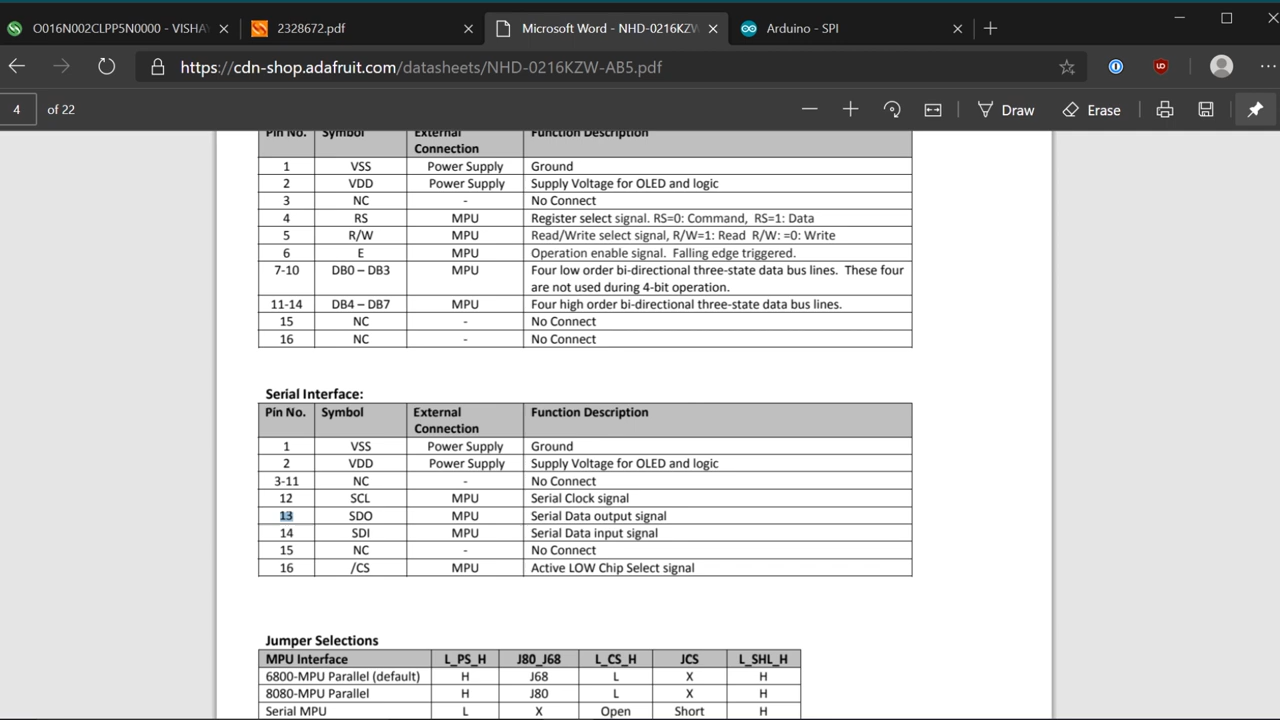 O016N002CLPP5N0000 - VISHA
2328672.pdf
Microsoft Word - NHD-0216KZW
Arduino - SPI
https://cdn-shop.adafruit.com/datasheets/NHD-0216KZW-AB5.pdf
4 of 22
Draw
Erase
Pin No. Symbol External Connection Function Description
1 VSS Power Supply Ground
2 VDD Power Supply Supply Voltage for OLED and logic
3 NC - No Connect
4 RS MPU Register select signal. RS=0: Command, RS=1: Data
5 R/W MPU Read/Write select signal, R/W=1: Read R/W: =0: Write
6 E MPU Operation enable signal. Falling edge triggered.
7-10 DB0 – DB3 MPU Four low order bi-directional three-state data bus lines. These four
are not used during 4-bit operation.
11-14 DB4 – DB7 MPU Four high order bi-directional three-state data bus lines.
15 NC - No Connect
16 NC - No Connect
Serial Interface:
Pin No. Symbol External Connection Function Description
1 VSS Power Supply Ground
2 VDD Power Supply Supply Voltage for OLED and logic
3-11 NC - No Connect
12 SCL MPU Serial Clock signal
13 SDO MPU Serial Data output signal
14 SDI MPU Serial Data input signal
15 NC - No Connect
16 /CS MPU Active LOW Chip Select signal
Jumper Selections
MPU Interface L_PS_H J80_J68 L_CS_H JCS L_SHL_H
6800-MPU Parallel (default) H J68 L X H
8080-MPU Parallel H J80 L X H
Serial MPU L X Open Short H